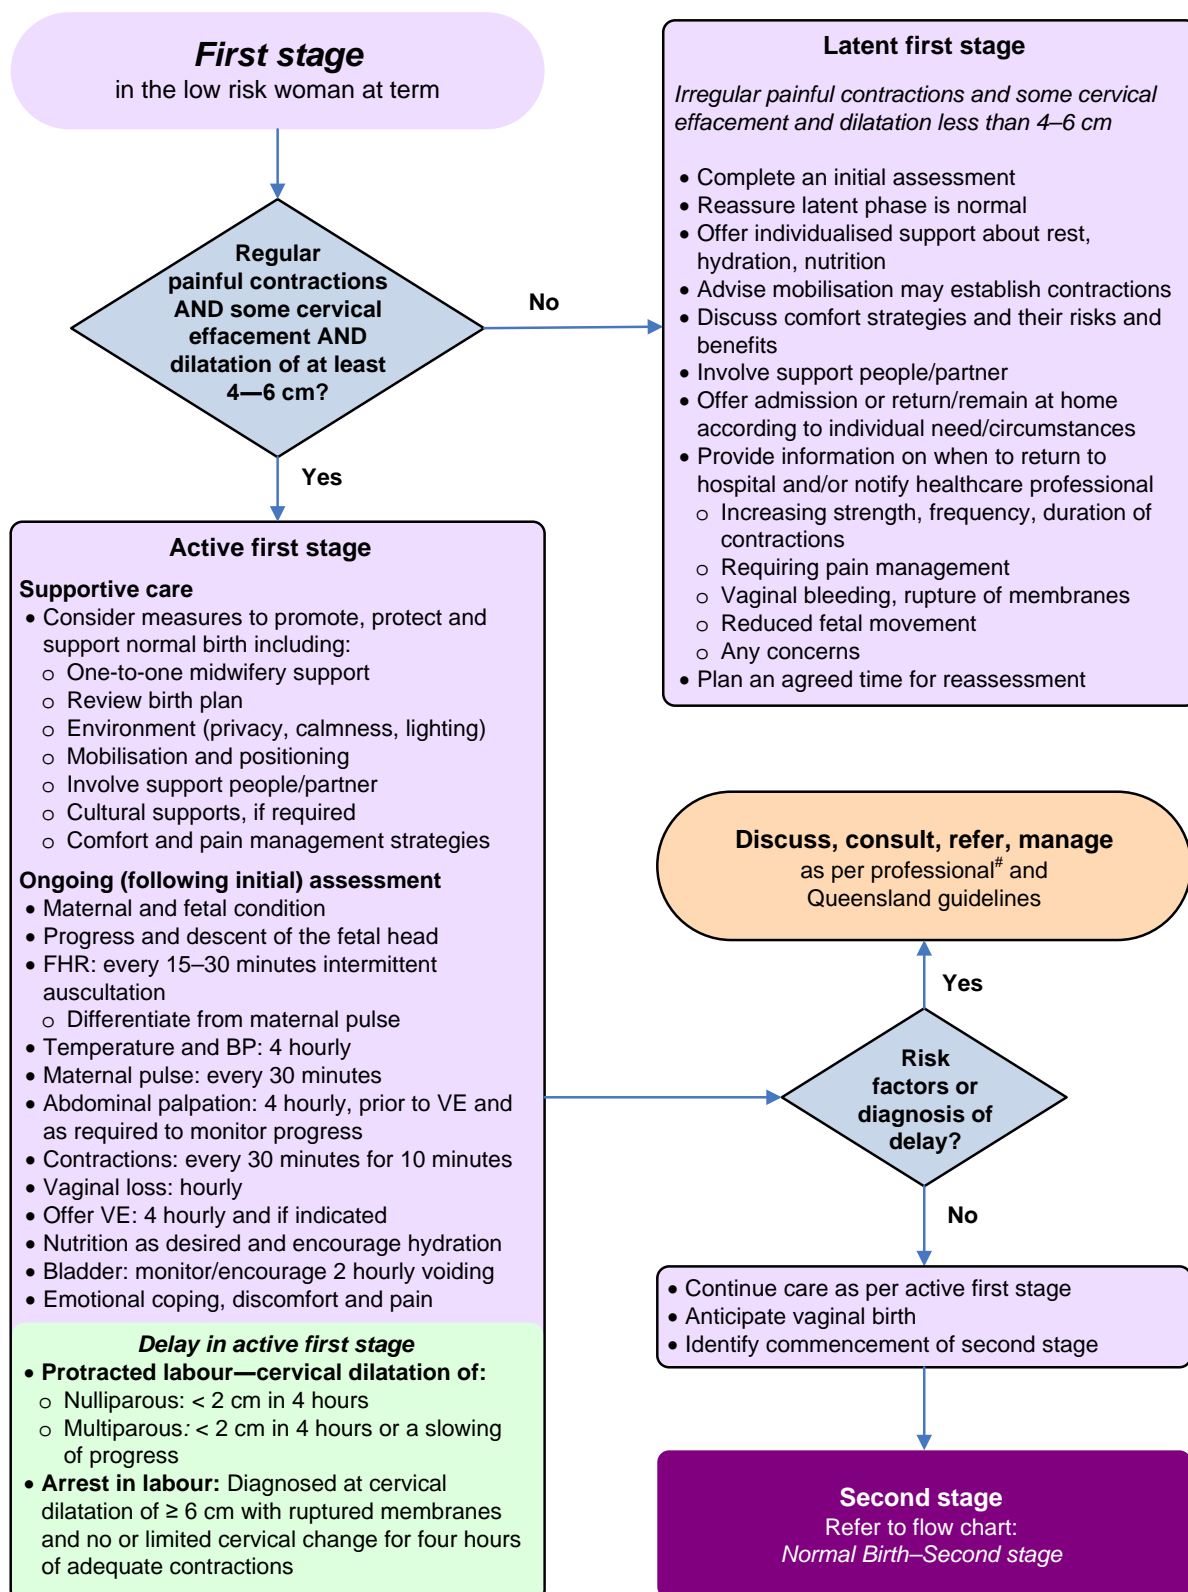 First stage
in the low risk woman at term
Regular
painful contractions
AND some cervical
effacement AND
dilatation of at least
4—6 cm?
No
Yes
Latent first stage
Irregular painful contractions and some cervical
effacement and dilatation less than 4–6 cm
• Complete an initial assessment
• Reassure latent phase is normal
• Offer individualised support about rest,
hydration, nutrition
• Advise mobilisation may establish contractions
• Discuss comfort strategies and their risks and
benefits
• Involve support people/partner
• Offer admission or return/remain at home
according to individual need/circumstances
• Provide information on when to return to
hospital and/or notify healthcare professional
o Increasing strength, frequency, duration of
contractions
o Requiring pain management
o Vaginal bleeding, rupture of membranes
o Reduced fetal movement
o Any concerns
• Plan an agreed time for reassessment
Active first stage
Supportive care
• Consider measures to promote, protect and
support normal birth including:
o One-to-one midwifery support
o Review birth plan
o Environment (privacy, calmness, lighting)
o Mobilisation and positioning
o Involve support people/partner
o Cultural supports, if required
o Comfort and pain management strategies
Ongoing (following initial) assessment
• Maternal and fetal condition
• Progress and descent of the fetal head
• FHR: every 15–30 minutes intermittent
auscultation
o Differentiate from maternal pulse
• Temperature and BP: 4 hourly
• Maternal pulse: every 30 minutes
• Abdominal palpation: 4 hourly, prior to VE and
as required to monitor progress
• Contractions: every 30 minutes for 10 minutes
• Vaginal loss: hourly
• Offer VE: 4 hourly and if indicated
• Nutrition as desired and encourage hydration
• Bladder: monitor/encourage 2 hourly voiding
• Emotional coping, discomfort and pain
Delay in active first stage
• Protracted labour—cervical dilatation of:
o Nulliparous: < 2 cm in 4 hours
o Multiparous: < 2 cm in 4 hours or a slowing
of progress
• Arrest in labour: Diagnosed at cervical
dilatation of ≥ 6 cm with ruptured membranes
and no or limited cervical change for four hours
of adequate contractions
Discuss, consult, refer, manage
as per professional# and
Queensland guidelines
Yes
Risk
factors or
diagnosis of
delay?
No
• Continue care as per active first stage
• Anticipate vaginal birth
• Identify commencement of second stage
Second stage
Refer to flow chart:
Normal Birth–Second stage